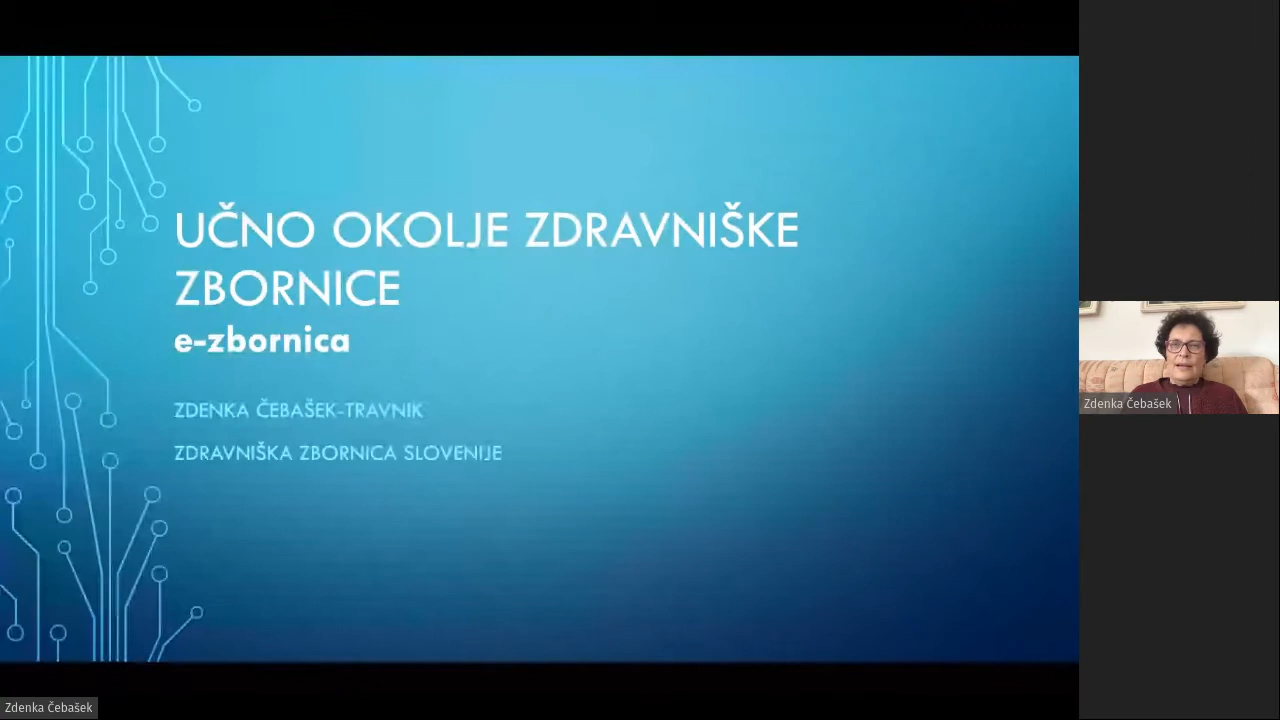 UČNO OKOLJE ZDRAVNIŠKE
ZBORNICE
e-zbornica
ZDENKA ČEBAŠEK-TRAVNIK
ZDRAVNIŠKA ZBORNICA SLOVENIJE
Zdenka Čebašek
Zdenka Čebašek